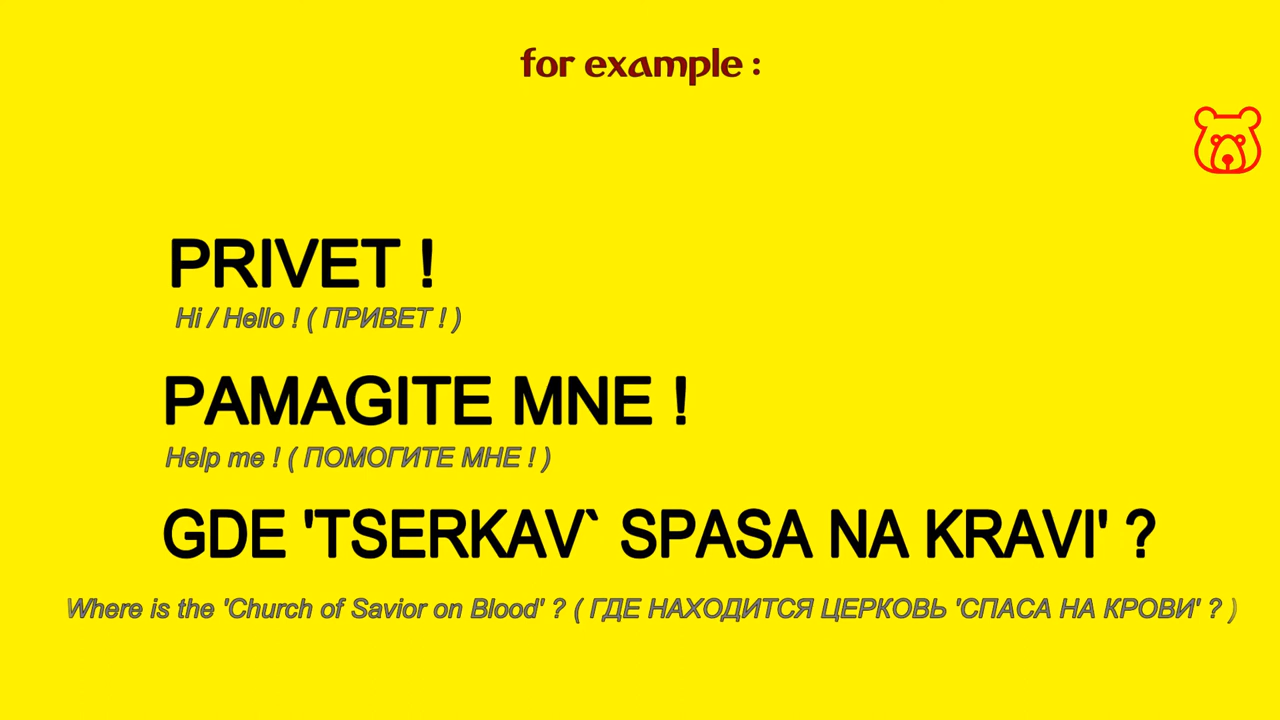 for example :
PRIVET !
Hi / Hello ! ( ПРИВЕТ ! )
PAMAGITE MNE !
Help me ! ( ПОМОГИТЕ МНЕ ! )
GDE 'TSERKAV` SPASA NA KRAVI' ?
Where is the 'Church of Savior on Blood' ? ( ГДЕ НАХОДИТСЯ ЦЕРКОВЬ 'СПАСА НА КРОВИ' ? )